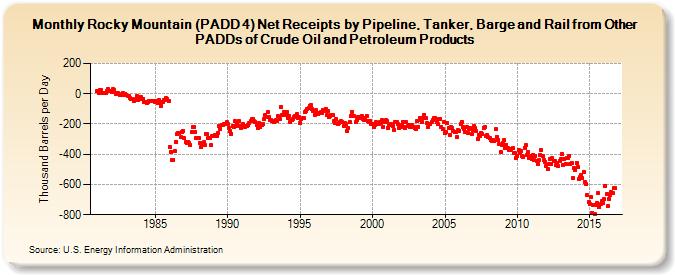 Monthly Rocky Mountain (PADD 4) Net Receipts by Pipeline, Tanker, Barge and Rail from Other
PADDs of Crude Oil and Petroleum Products
Thousand Barrels per Day
200
0
-200
-400
-600
-800
1985 1990 1995 2000 2005 2010 2015
Source: U.S. Energy Information Administration